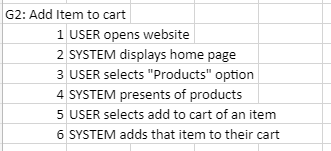 G2: Add Item to cart
1 USER opens website
2 SYSTEM displays home page
3 USER selects "Products" option
4 SYSTEM presents of products
5 USER selects add to cart of an item
6 SYSTEM adds that item to their cart